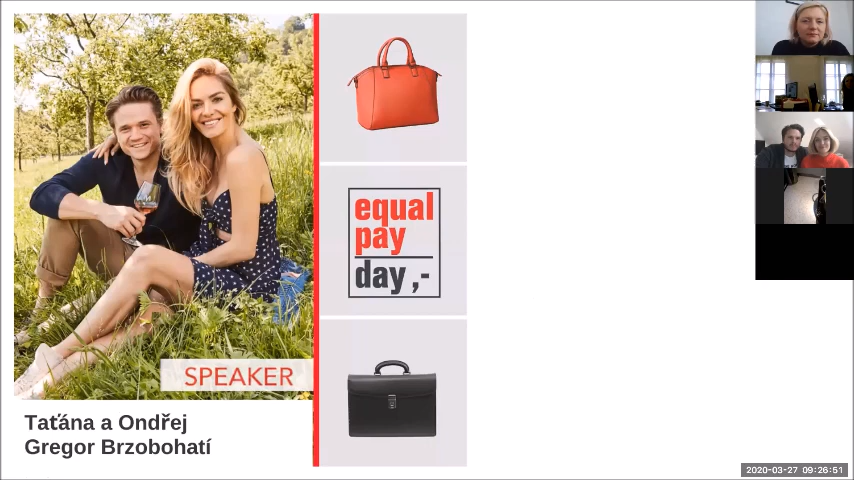 equal
pay
day ,-
SPEAKER
Taťána a Ondřej
Gregor Brzobohatí
2020-03-27 09:26:51